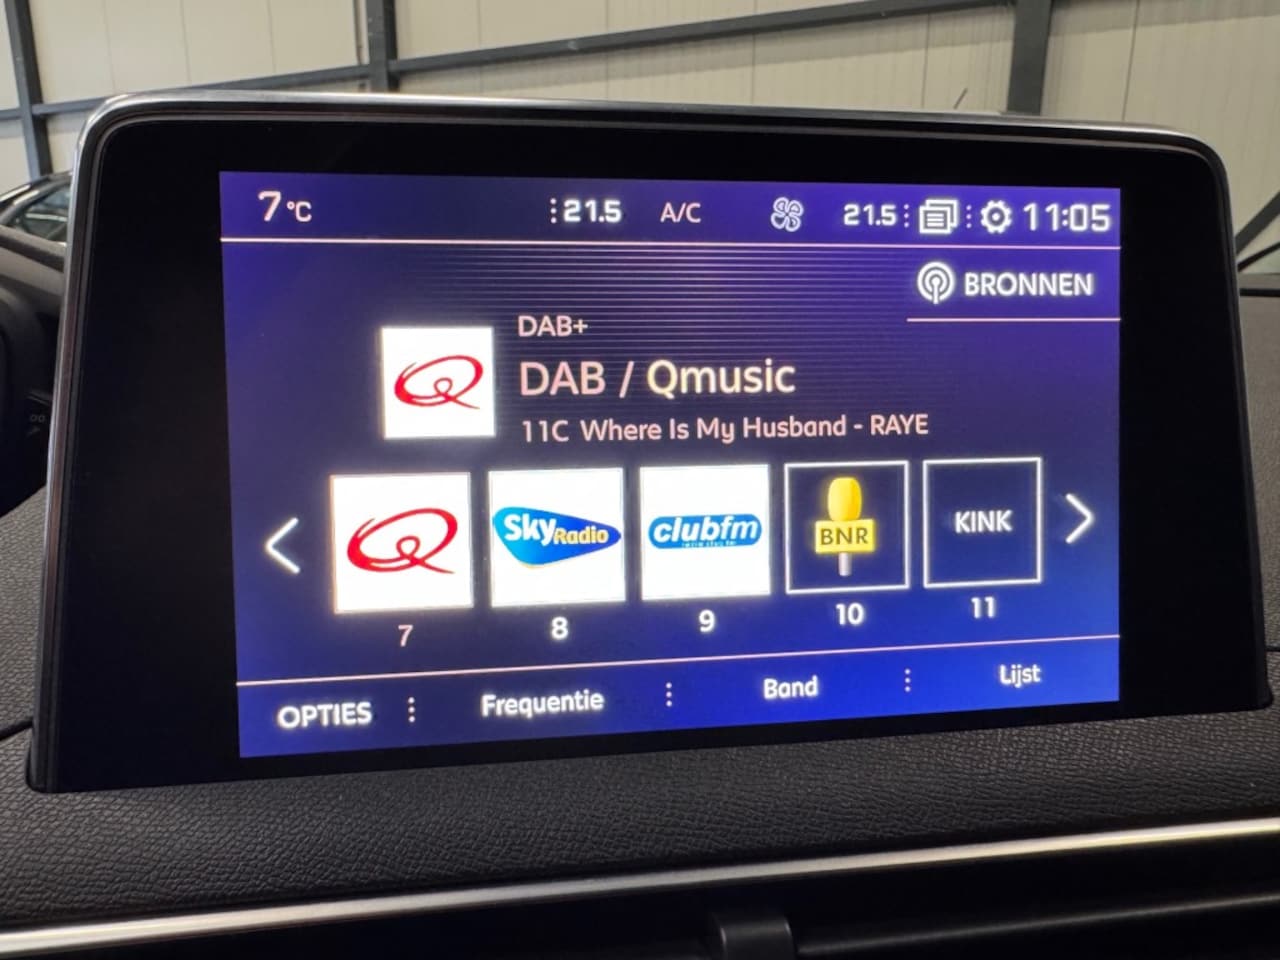 7 °C 21.5 A/C 21.5 11:05
BRONNEN
DAB+
DAB / Qmusic
11C Where Is My Husband - RAYE
Q Sky Radio clubfm BNR KINK
7 8 9 10 11
OPTIES Frequentie Band Lijst